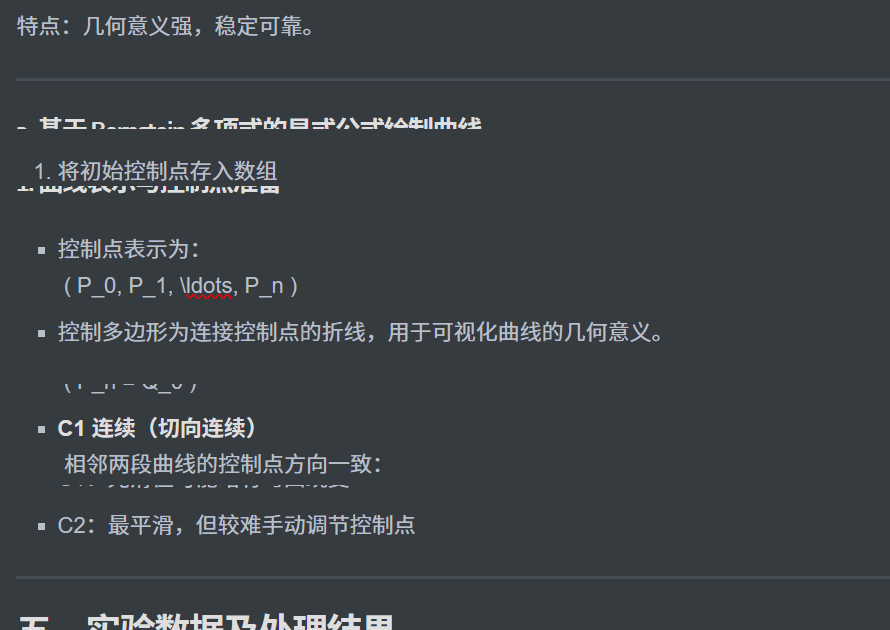 特点：几何意义强，稳定可靠。
基于 Bernstein 多项式的显式公式绘制曲线
1. 将初始控制点存入数组
1. 曲线表示与控制点准备
控制点表示为：
( P_0, P_1, \ldots, P_n )
控制多边形为连接控制点的折线，用于可视化曲线的几何意义。
C1 连续（切向连续）
相邻两段曲线的控制点方向一致：
C2：最平滑，但较难手动调节控制点
五、实验数据及处理结果